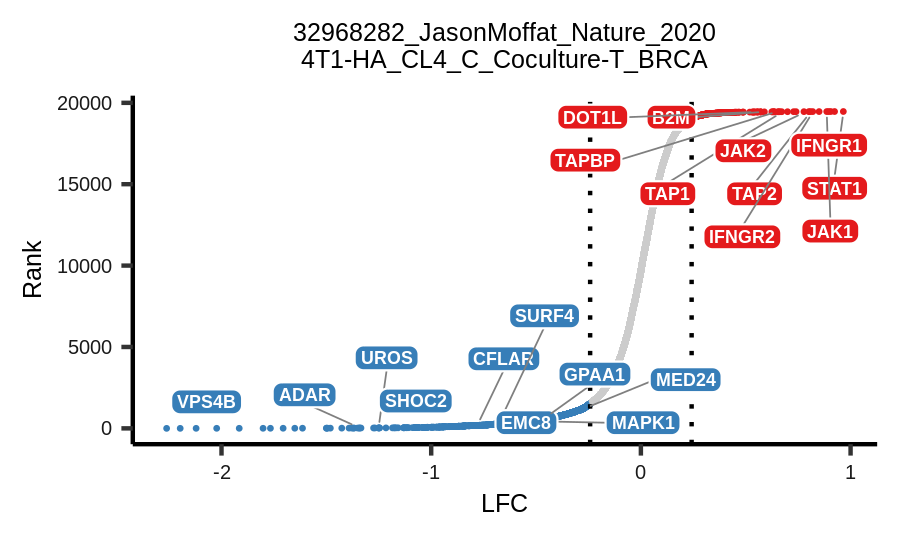 32968282_JasonMoffat_Nature_2020
4T1-HA_CL4_C_Coculture-T_BRCA
Rank
20000
15000
10000
5000
0
DOT1L
B2M
TAPBP
JAK2
IFNGR1
TAP1
TAP2
STAT1
IFNGR2
JAK1
SURF4
UROS
CFLAR
GPAA1
MED24
VPS4B
ADAR
SHOC2
EMC8
MAPK1
-2
-1
0
1
LFC